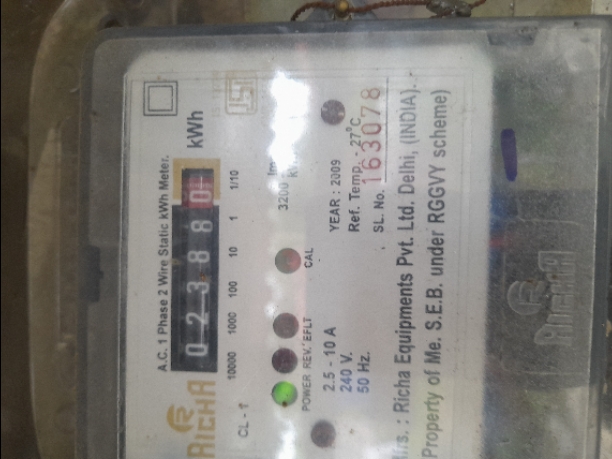 A.C. 1 Phase 2 Wire Static kWh Meter.
0 2 3 8 8 0 kWh
10000 1000 100 10 1 1/10
RICHA
CL - 1
3200
POWER REV. EFLT CAL
2.5 - 10 A
240 V.
50 Hz.
YEAR : 2009
Ref. Temp. - 27°C
SL. No. 163078
: Richa Equipments Pvt. Ltd. Delhi, (INDIA).
Property of Me. S.E.B. under RGGVY scheme)
RICHA